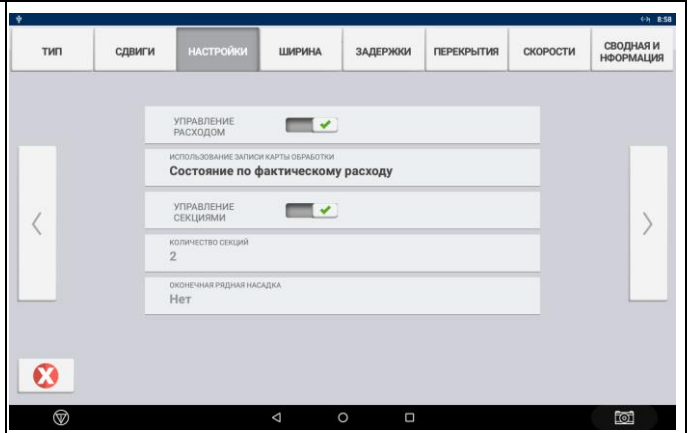 8:58
ТИП
СДВИГИ
НАСТРОЙКИ
ШИРИНА
ЗАДЕРЖКИ
ПЕРЕКРЫТИЯ
СКОРОСТИ
СВОДНАЯ И
НФОРМАЦИЯ
УПРАВЛЕНИЕ
РАСХОДОМ
ИСПОЛЬЗОВАНИЕ ЗАПИСИ КАРТЫ ОБРАБОТКИ
Состояние по фактическому расходу
УПРАВЛЕНИЕ
СЕКЦИЯМИ
КОЛИЧЕСТВО СЕКЦИЙ
2
ОКОНЕЧНАЯ РЯДНАЯ НАСАДКА
Нет